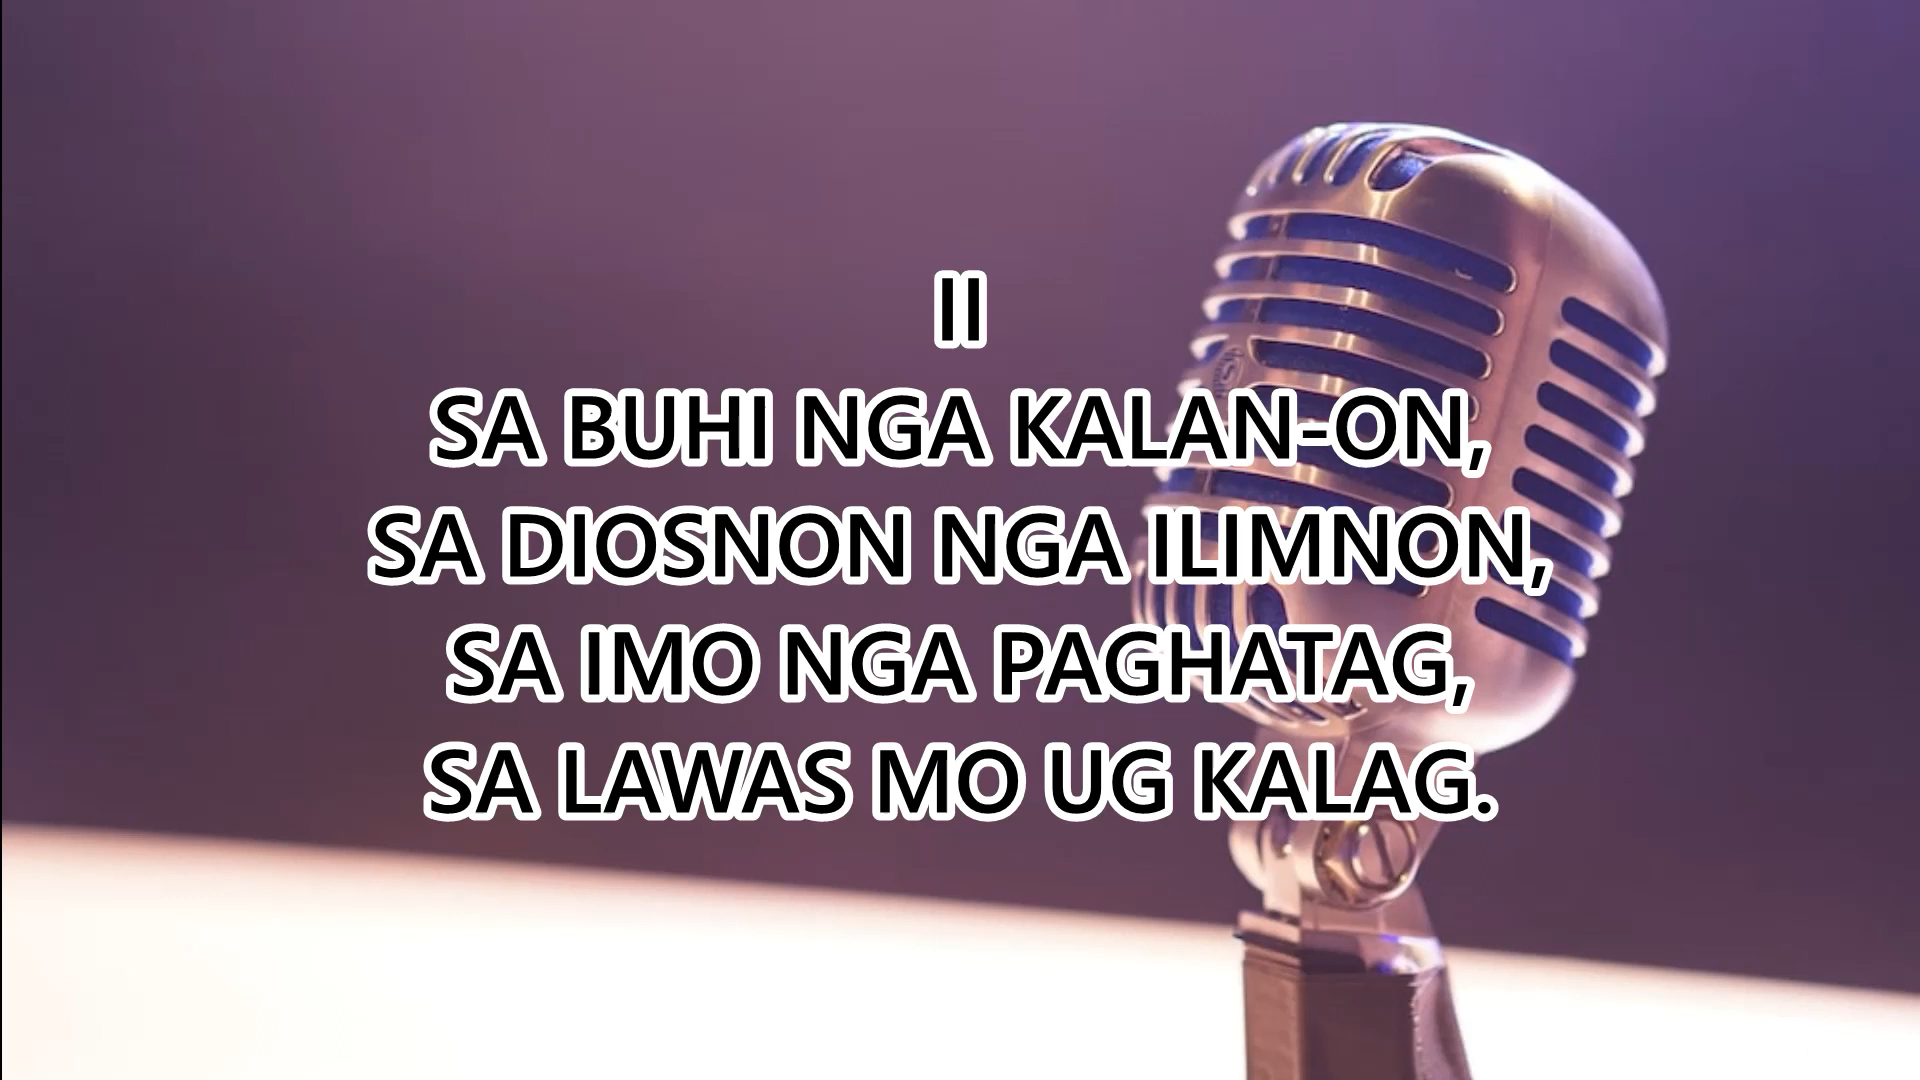 II
SA BUHI NGA KALAN-ON,
SA DIOSNON NGA ILIMNON,
SA IMO NGA PAGHATAG,
SA LAWAS MO UG KALAG.